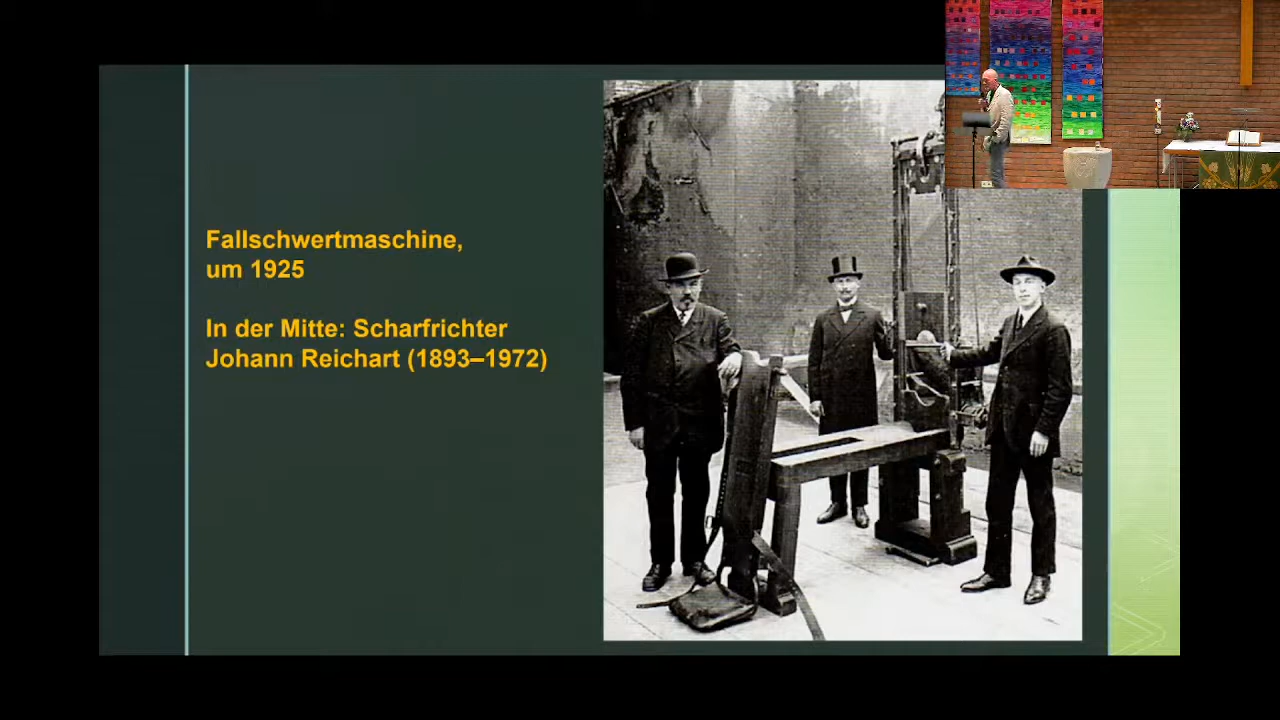 Fallschwertmaschine,
um 1925
In der Mitte: Scharfrichter
Johann Reichart (1893–1972)